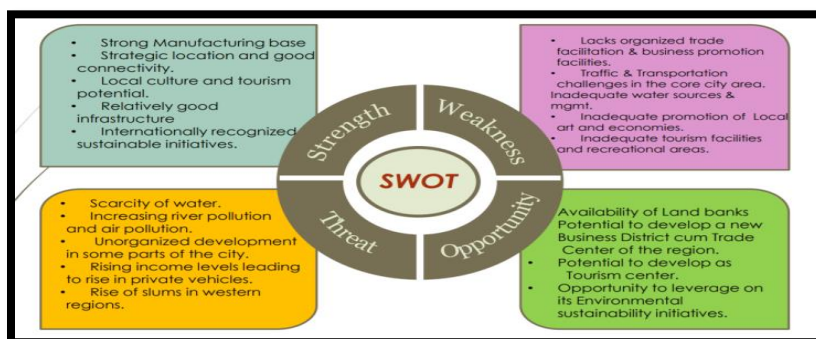 • Strong Manufacturing base
• Strategic location and good
connectivity.
• Local culture and tourism
potential.
• Relatively good
infrastructure
• Internationally recognized
sustainable initiatives.
• Lacks organized trade
facilitation & business promotion
facilities.
• Traffic & Transportation
challenges in the core city area.
Inadequate water sources &
mgmt.
• Inadequate promotion of Local
art and economies.
• Inadequate tourism facilities
and recreational areas.
Strength
Weakness
SWOT
Threat
Opportunity
• Scarcity of water.
• Increasing river pollution
and air pollution.
• Unorganized development
in some parts of the city.
• Rising income levels leading
to rise in private vehicles.
• Rise of slums in western
regions.
Availability of Land banks
Potential to develop a new
Business District cum Trade
Center of the region.
• Potential to develop as
Tourism center.
• Opportunity to leverage on
its Environmental
sustainability initiatives.